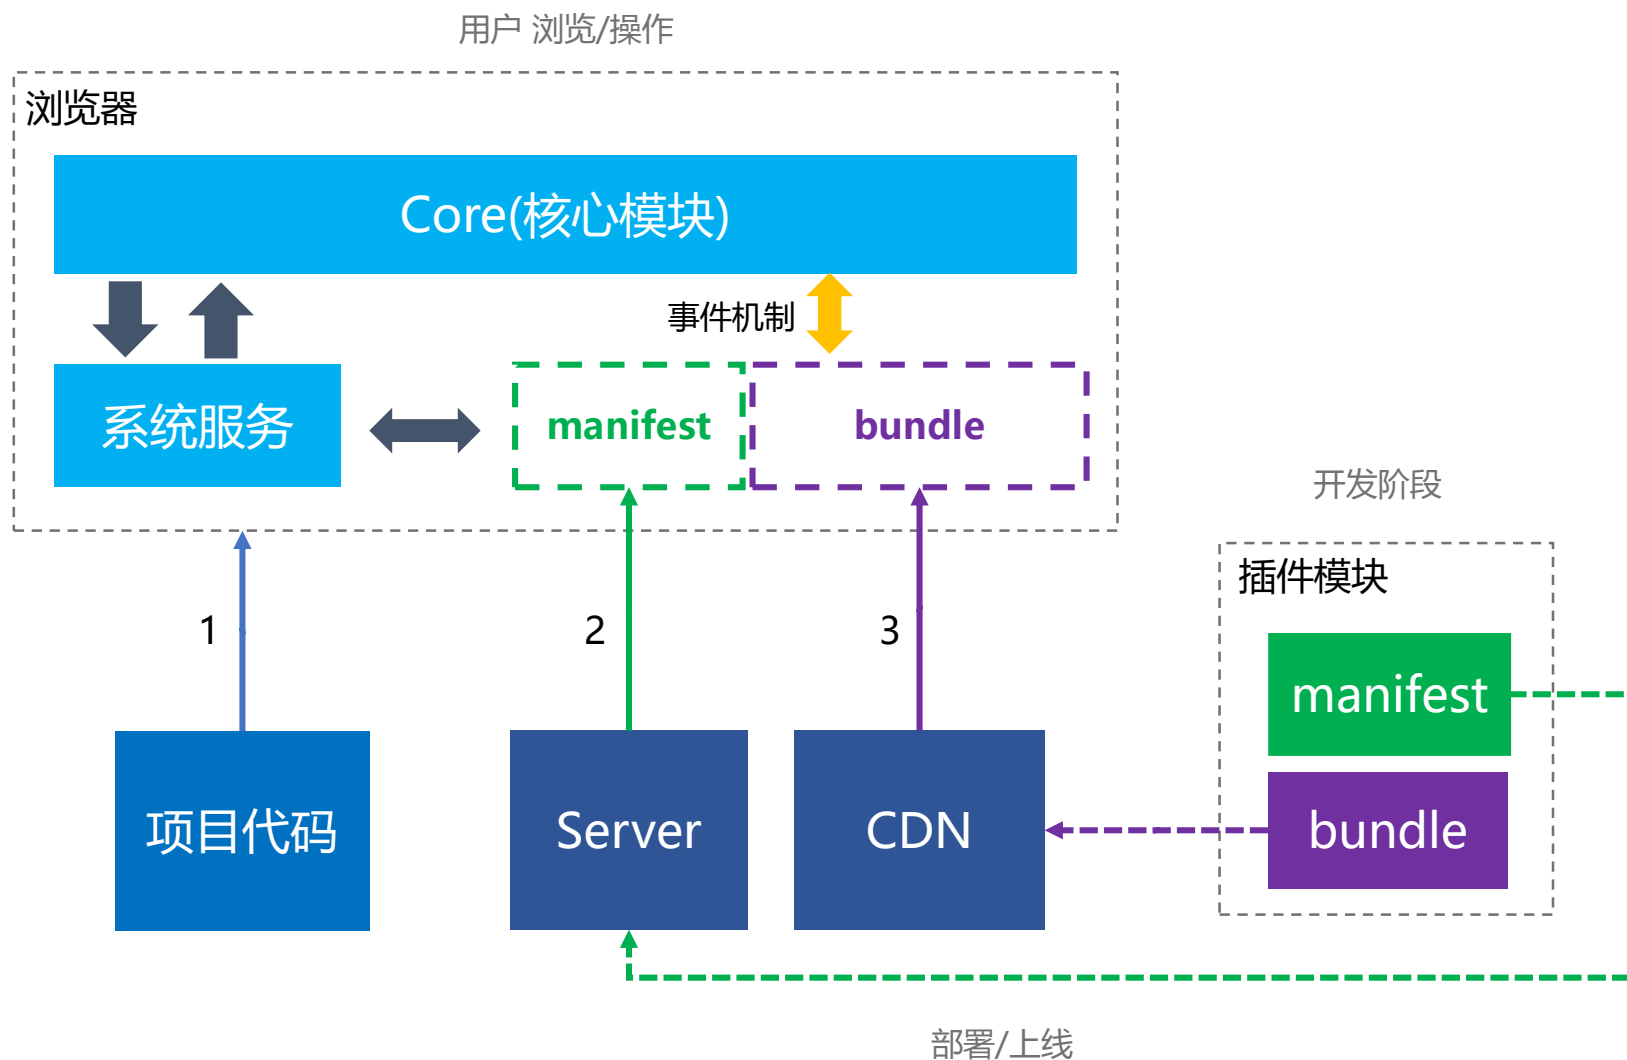 用户 浏览/操作
浏览器
Core(核心模块)
事件机制
系统服务
manifest
bundle
开发阶段
插件模块
1
2
3
manifest
项目代码
Server
CDN
bundle
部署/上线